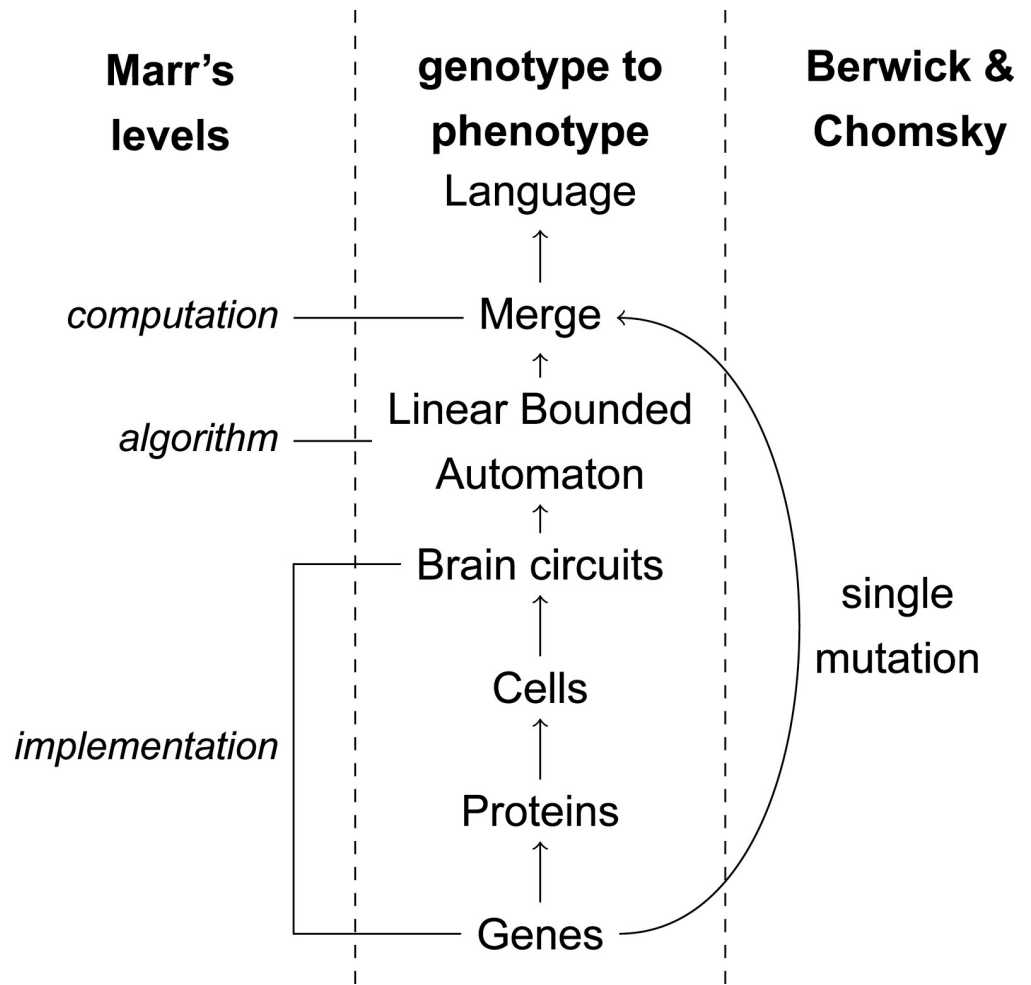 Marr’s
levels
genotype to
phenotype
Berwick &
Chomsky
Language
computation
Merge
algorithm
Linear Bounded
Automaton
Brain circuits
single
mutation
Cells
implementation
Proteins
Genes